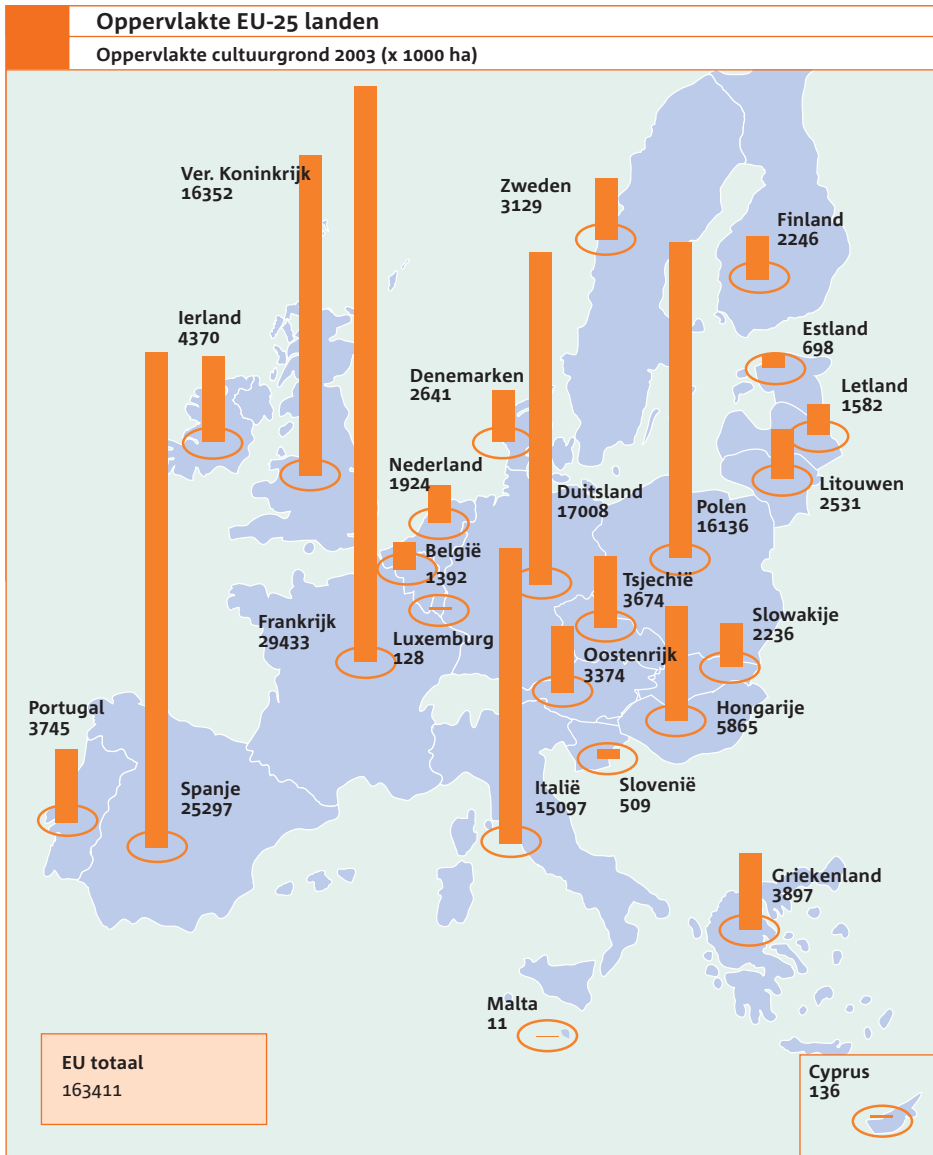 Oppervlakte EU-25 landen
Oppervlakte cultuurgrond 2003 (x 1000 ha)
Ver. Koninkrijk
16352
Zweden
3129
Finland
2246
Ierland
4370
Estland
698
Denemarken
2641
Letland
1582
Nederland
1924
Duitsland
17008
Litouwen
2531
Polen
16136
België
1392
Tsjechië
3674
Frankrijk
29433
Luxemburg
128
Slowakije
2236
Oostenrijk
3374
Portugal
3745
Hongarije
5865
Spanje
25297
Italië
15097
Slovenië
509
Griekenland
3897
Malta
11
EU totaal
163411
Cyprus
136